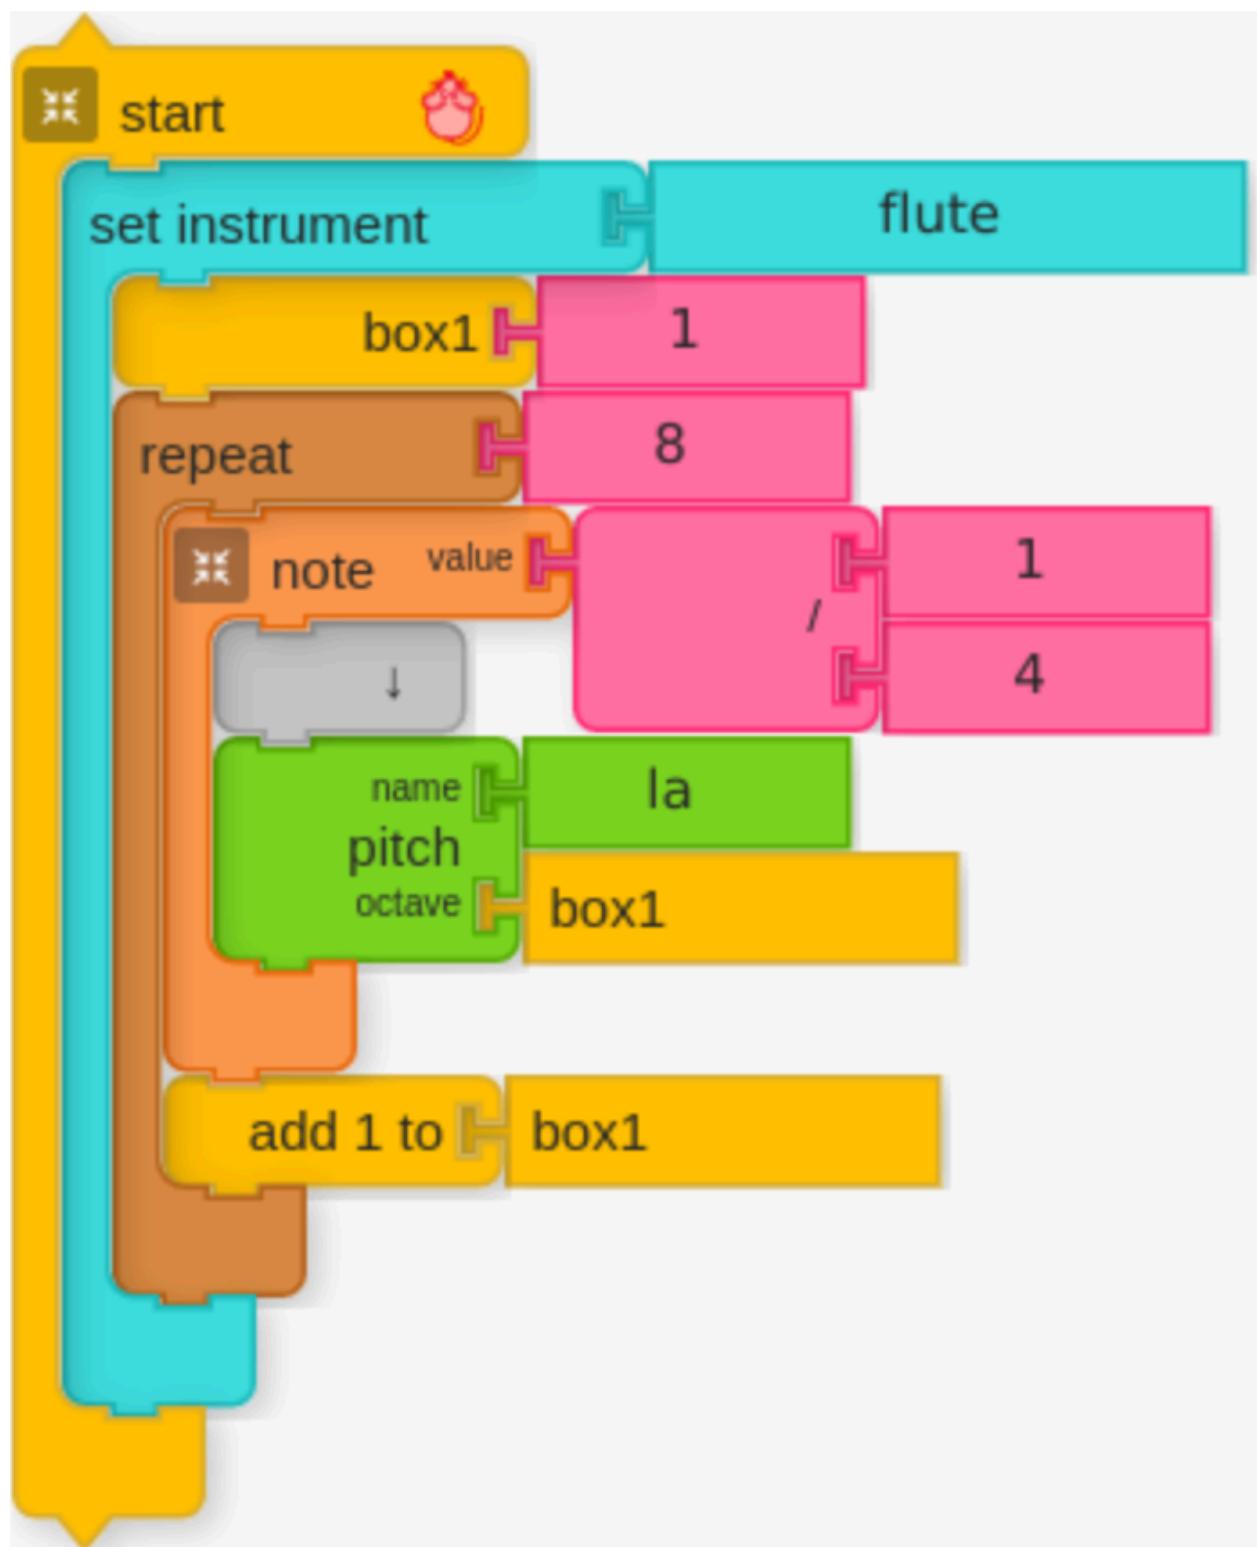 start
set instrument flute
box1 1
repeat 8
note value 1
/
4
↓
name la
pitch
octave box1
add 1 to box1